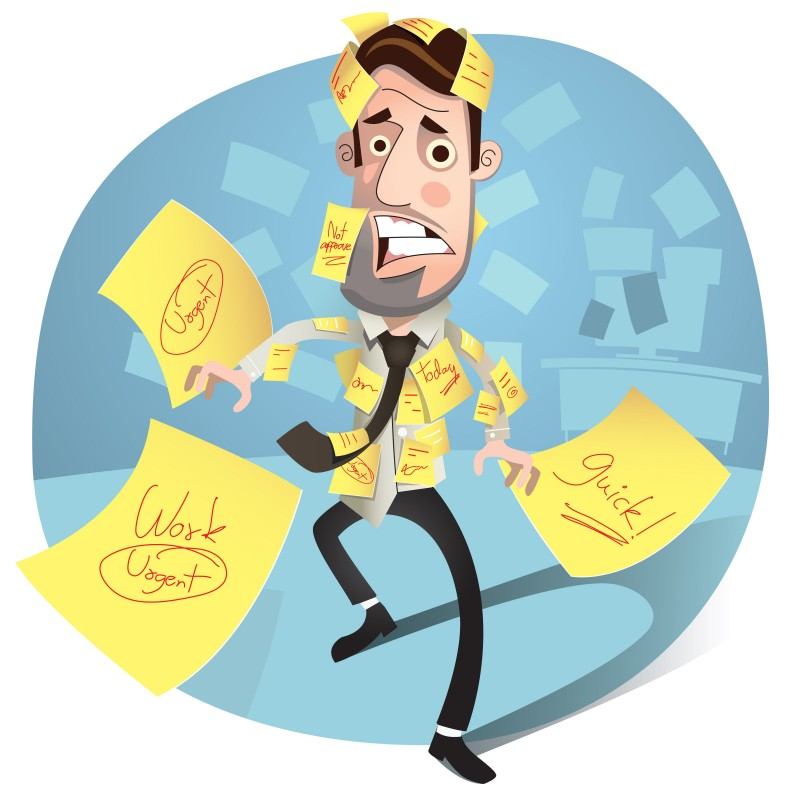 Not
approve
Urgent
today
quick!
Work
Urgent